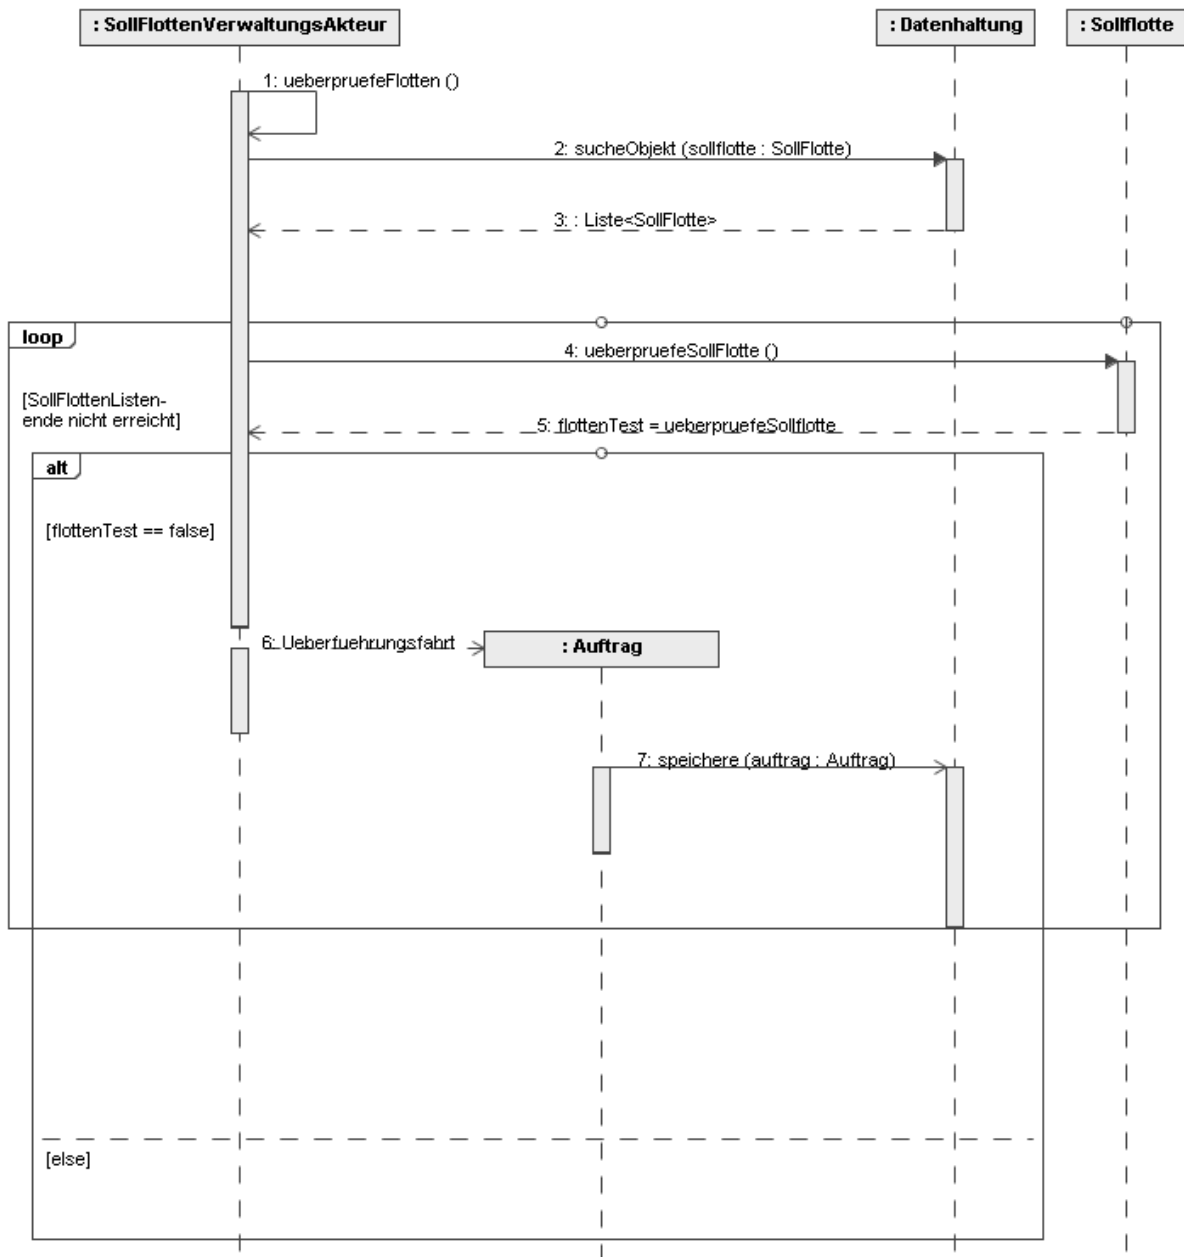 : SollFlottenVerwaltungsAkteur
: Datenhaltung
: Sollflotte
1: ueberpruefeFlotten ()
2: sucheObjekt (sollflotte : SollFlotte)
3: : Liste<SollFlotte>
loop
4: ueberpruefeSollFlotte ()
[SollFlottenListen-
ende nicht erreicht]
5: flottenTest = ueberpruefeSollflotte
alt
[flottenTest == false]
6: Ueberfuehrungsfahrt
: Auftrag
7: speichere (auftrag : Auftrag)
[else]